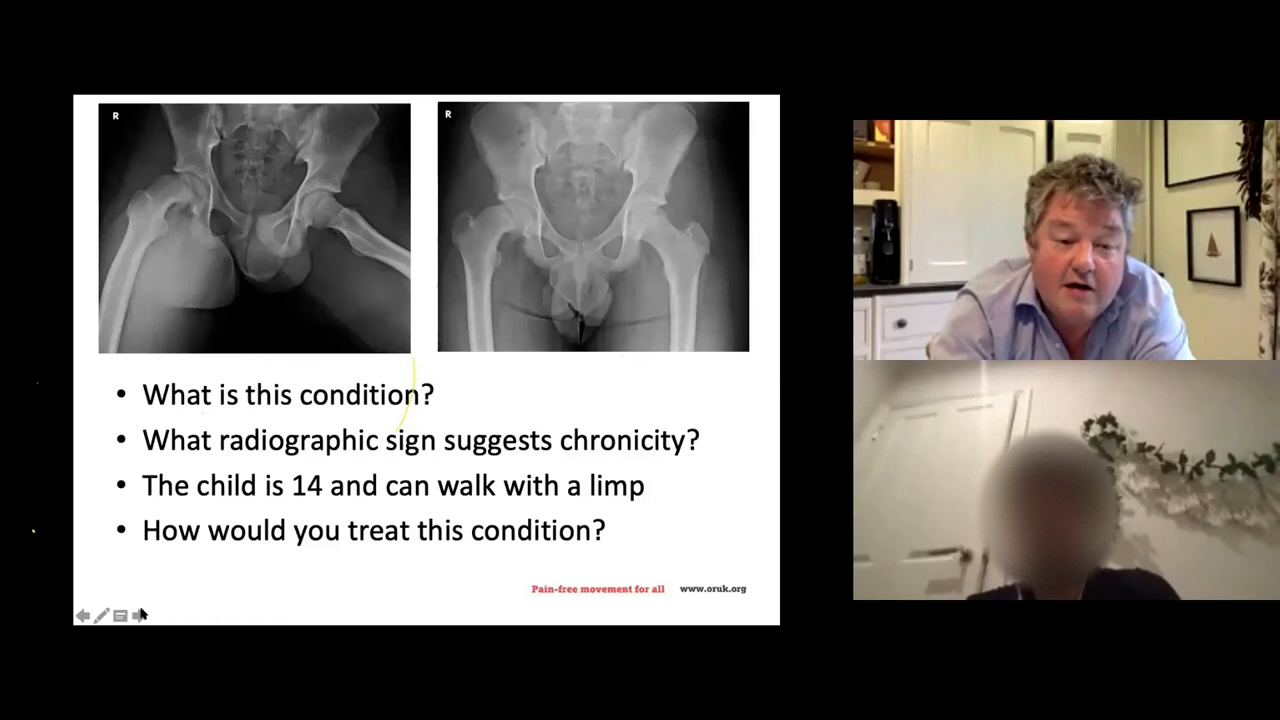 R
R
• What is this condition?
• What radiographic sign suggests chronicity?
• The child is 14 and can walk with a limp
• How would you treat this condition?
Pain-free movement for all www.oruk.org